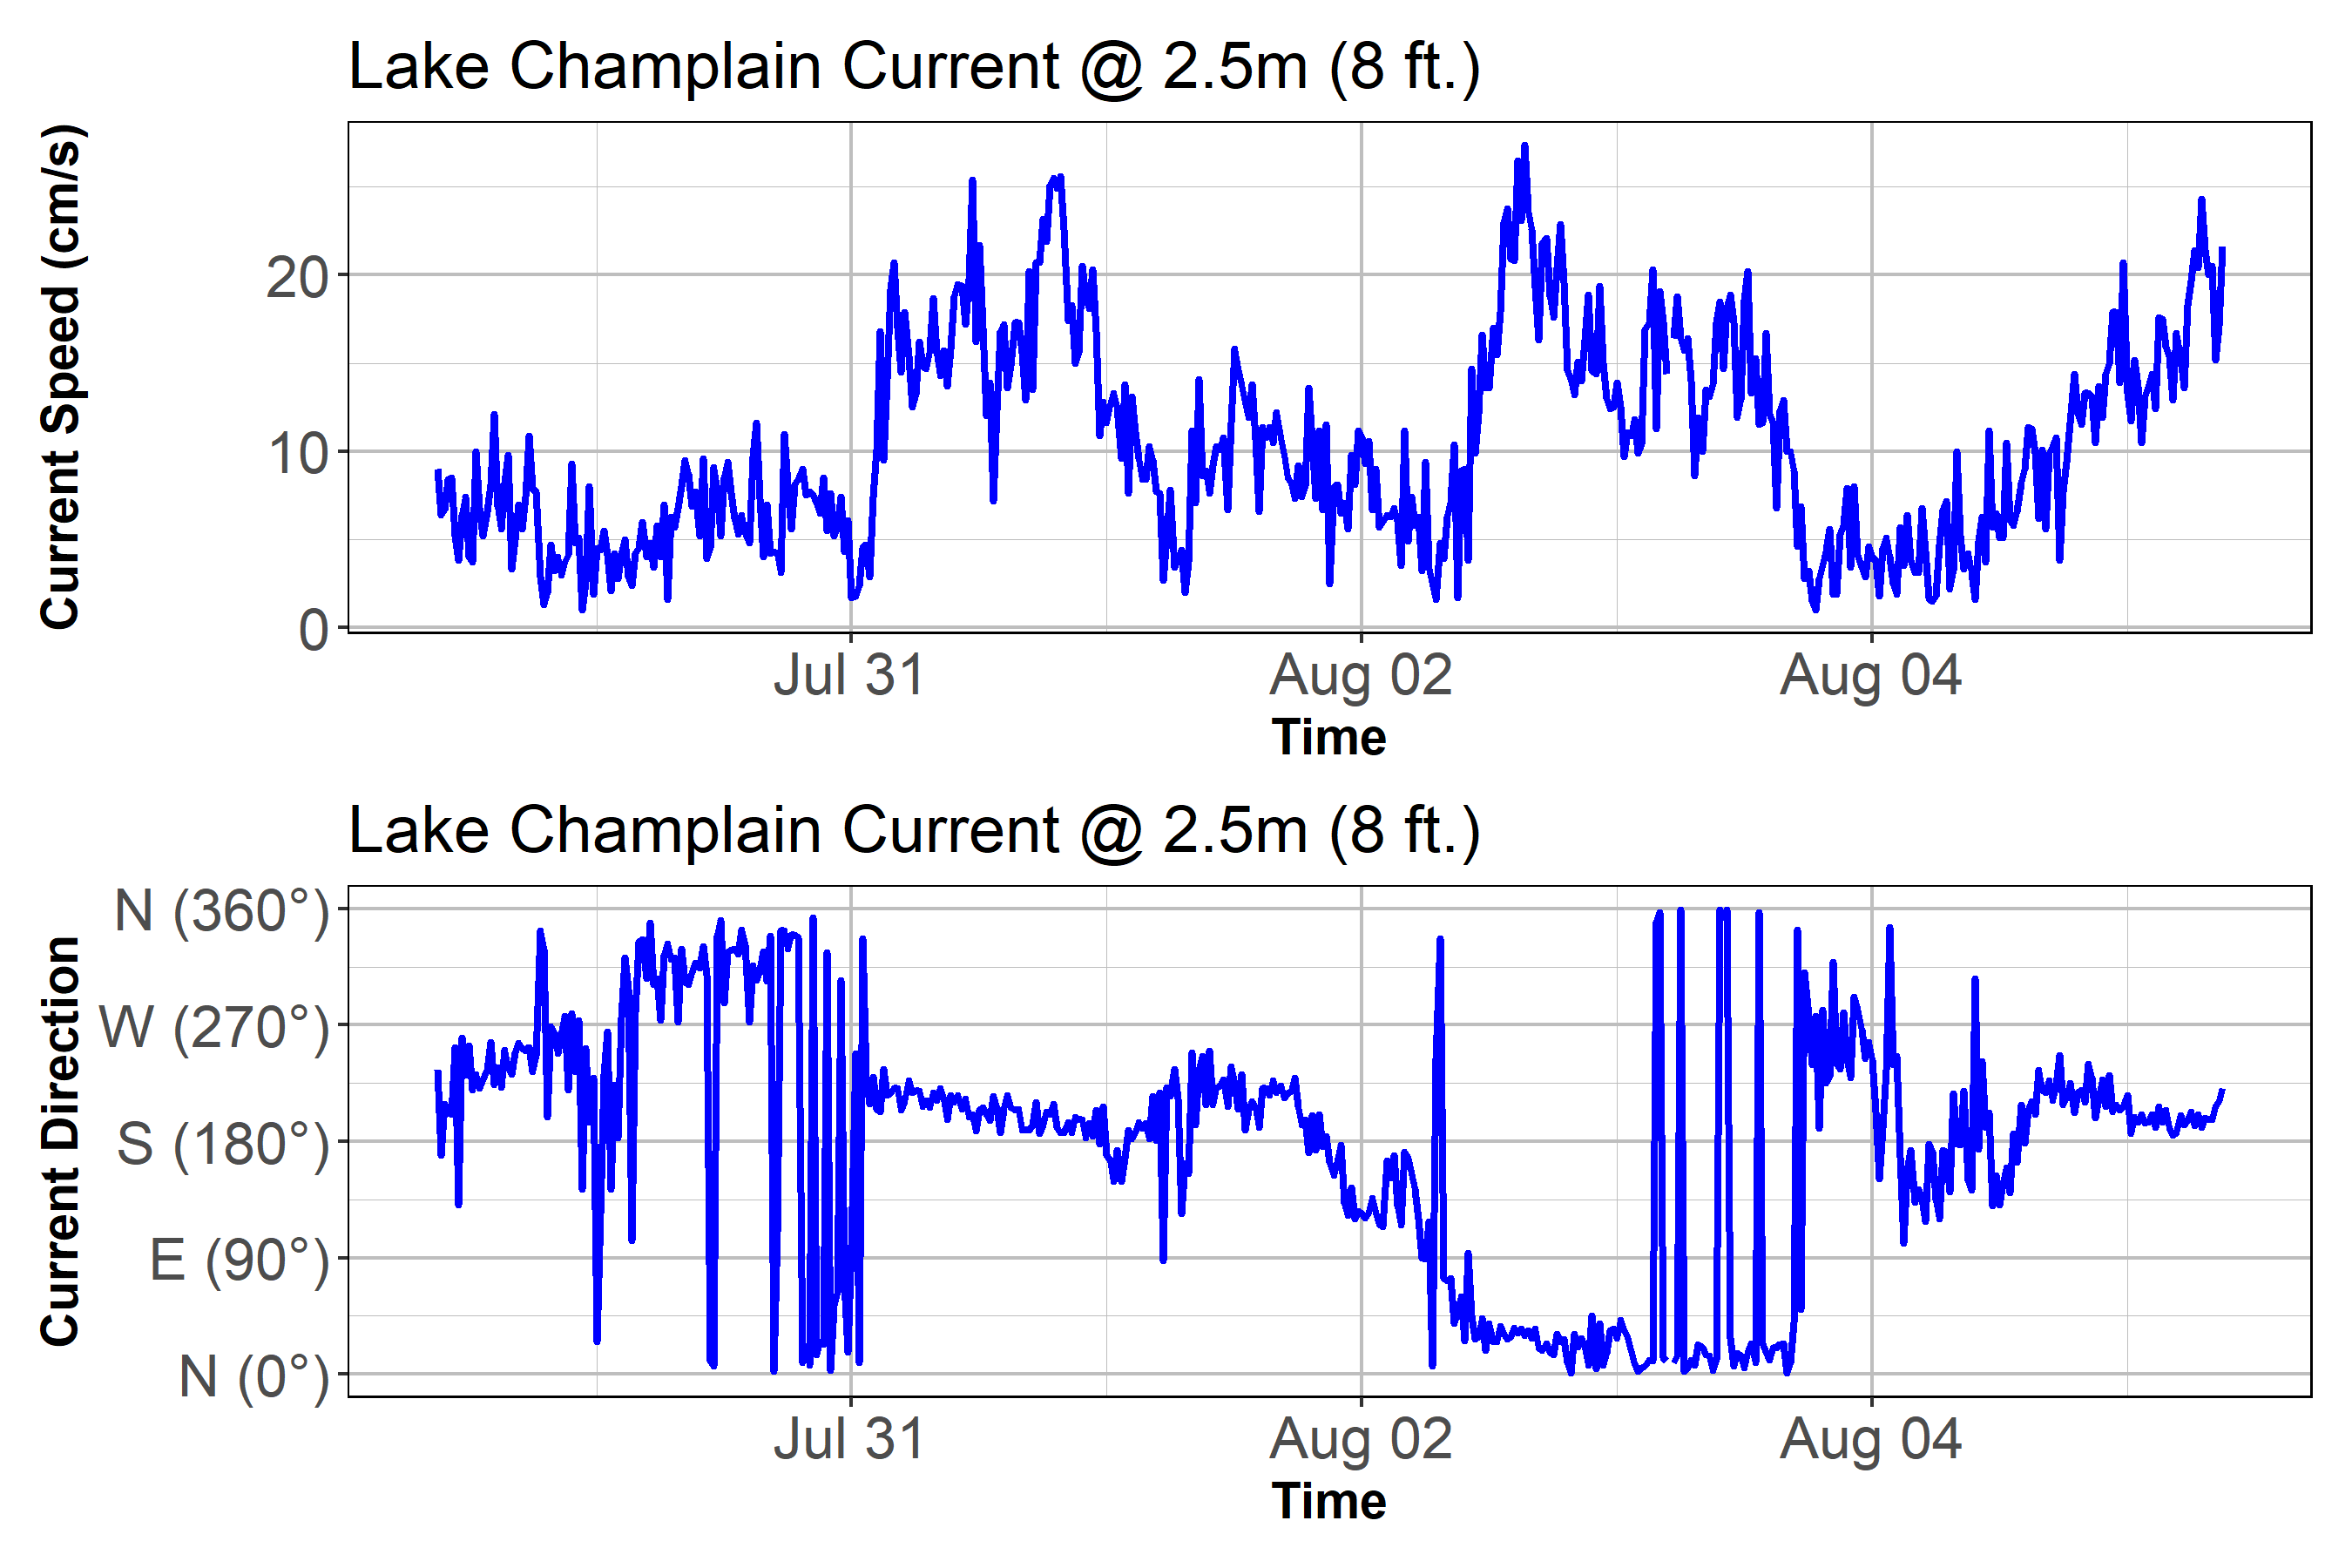 Lake Champlain Current @ 2.5m (8 ft.)
Current Speed (cm/s)
20
10
0
Jul 31 Aug 02 Aug 04
Time
Lake Champlain Current @ 2.5m (8 ft.)
Current Direction
N (360°)
W (270°)
S (180°)
E (90°)
N (0°)
Jul 31 Aug 02 Aug 04
Time